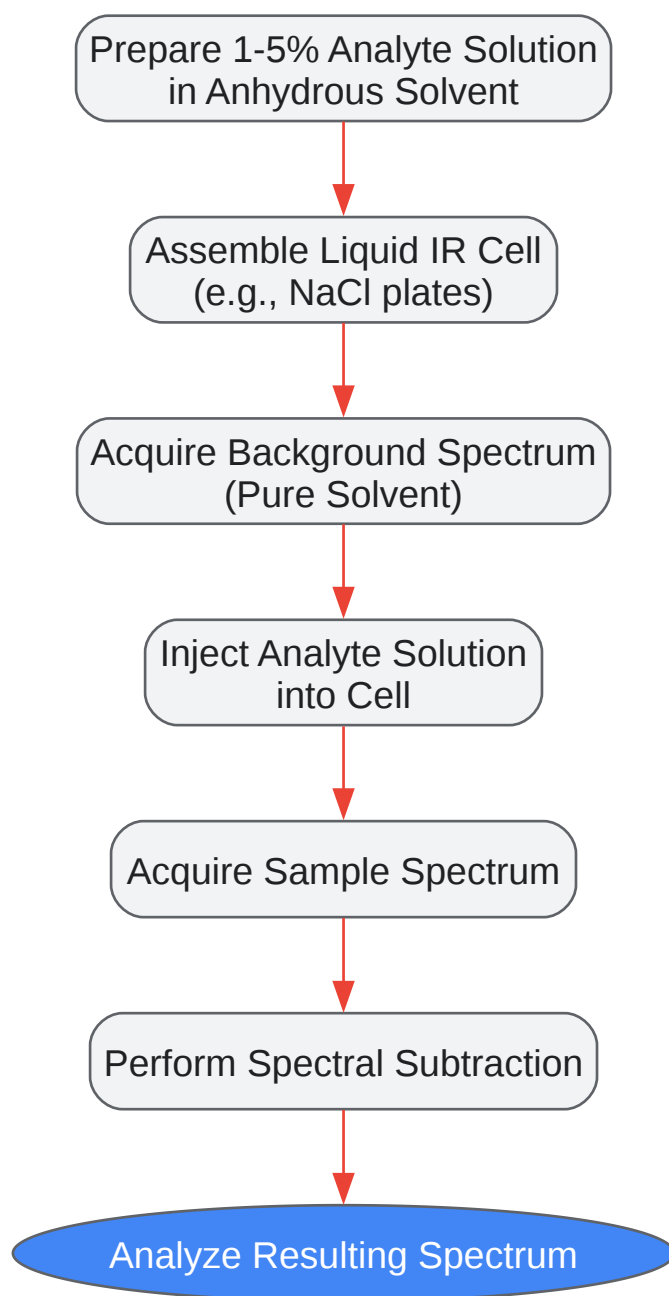 Prepare 1-5% Analyte Solution
in Anhydrous Solvent
Assemble Liquid IR Cell
(e.g., NaCl plates)
Acquire Background Spectrum
(Pure Solvent)
Inject Analyte Solution
into Cell
Acquire Sample Spectrum
Perform Spectral Subtraction
Analyze Resulting Spectrum